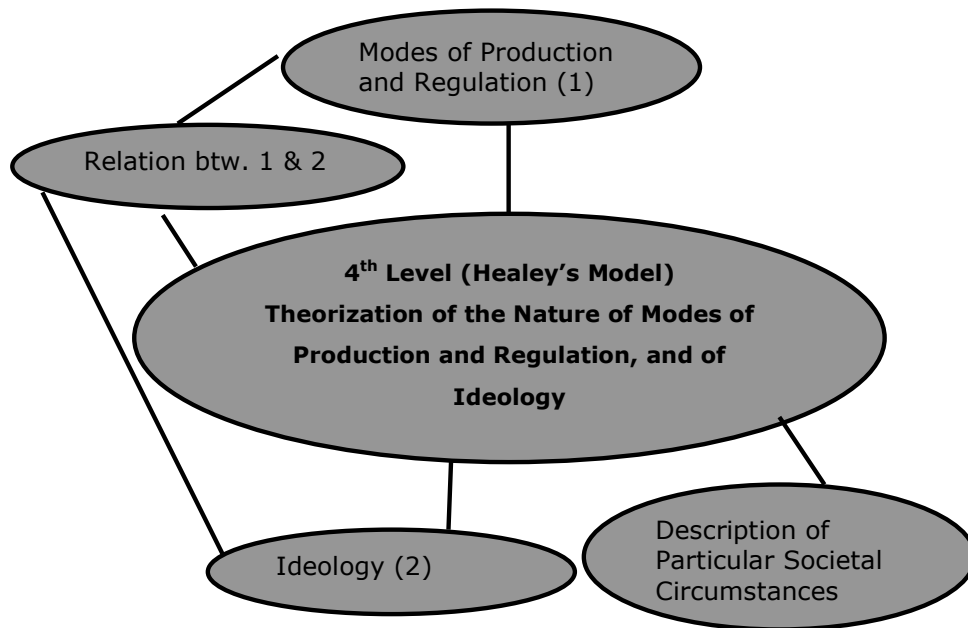 Modes of Production
and Regulation (1)
Relation btw. 1 & 2
4th Level (Healey’s Model)
Theorization of the Nature of Modes of
Production and Regulation, and of
Ideology
Ideology (2)
Description of
Particular Societal
Circumstances